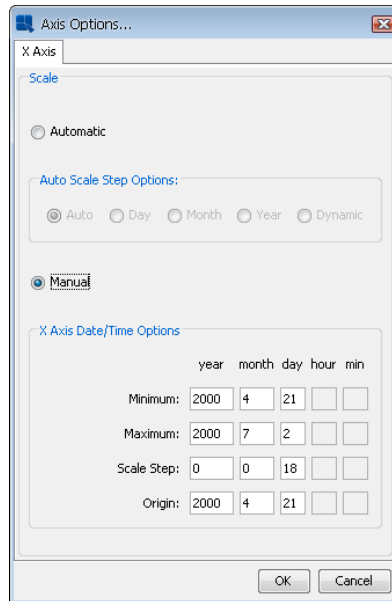 Axis Options...
X Axis
Scale
Automatic
Auto Scale Step Options:
Auto Day Month Year Dynamic
Manual
X Axis Date/Time Options
year month day hour min
Minimum: 2000 4 21
Maximum: 2000 7 2
Scale Step: 0 0 18
Origin: 2000 4 21
OK Cancel